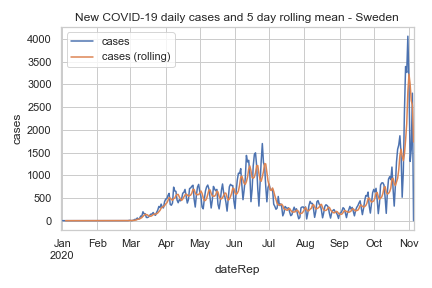 New COVID-19 daily cases and 5 day rolling mean - Sweden
cases
cases (rolling)
4000
3500
3000
2500
2000
1500
1000
500
0
cases
Jan Feb Mar Apr May Jun Jul Aug Sep Oct Nov
2020
dateRep